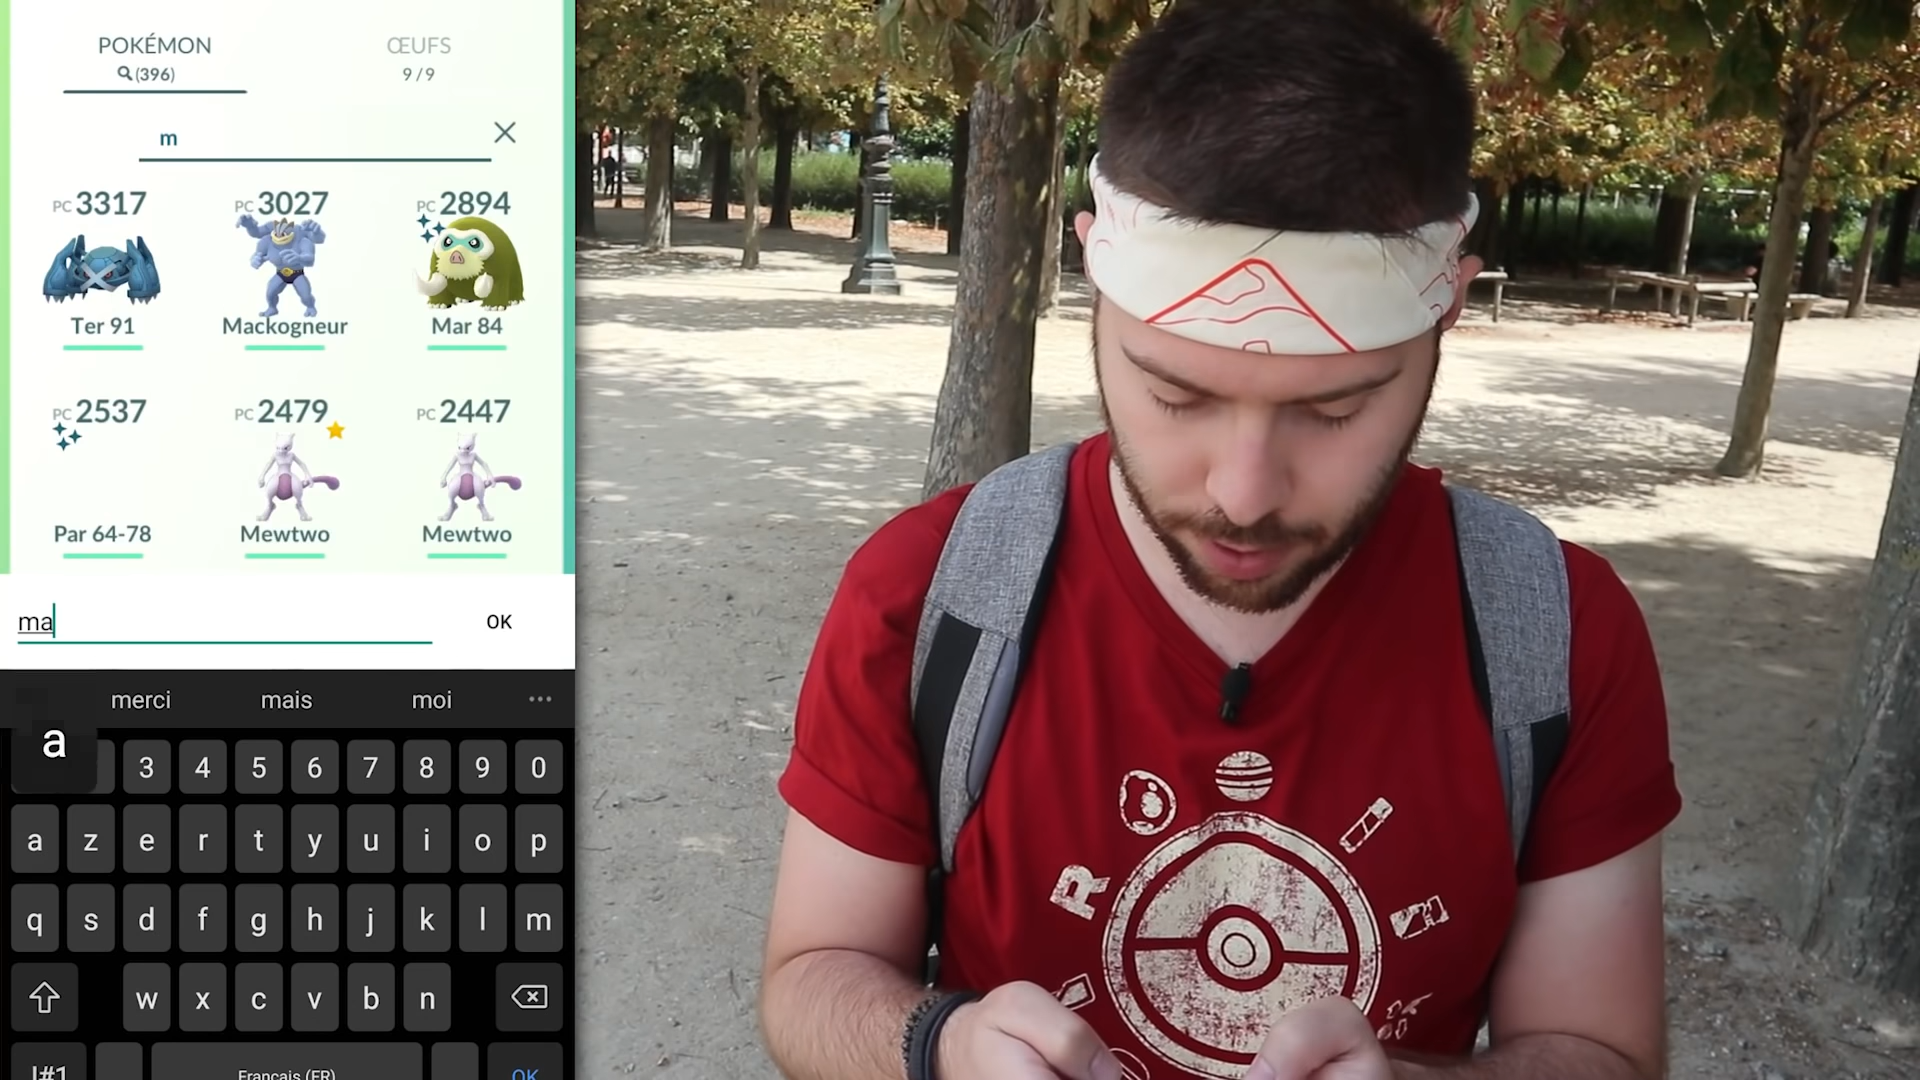 POKÉMON
(396)
ŒUFS
9 / 9
m
PC 3317
PC 3027
PC 2894
Ter 91
Mackogneur
Mar 84
PC 2537
PC 2479
PC 2447
Par 64-78
Mewtwo
Mewtwo
ma
OK
merci mais moi
a
3 4 5 6 7 8 9 0
a z e r t y u i o p
q s d f g h j k l m
w x c v b n
!#1 Français (FR) OK
R